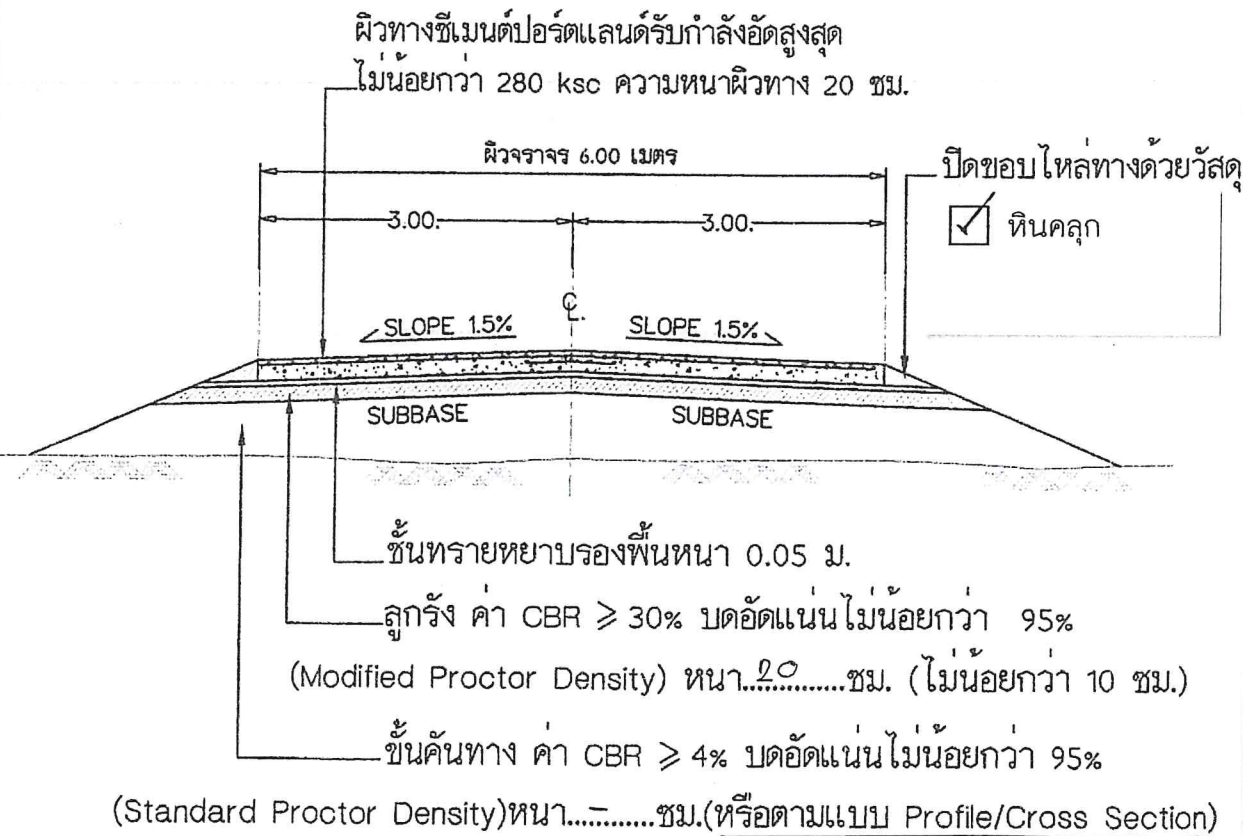 ผิวทางซีเมนต์ปอร์ตแลนด์รับกำลังอัดสูงสุด
ไม่น้อยกว่า 280 ksc ความหนาผิวทาง 20 ซม.
ผิวจราจร 6.00 เมตร
ปิดขอบไหล่ทางด้วยวัสดุ
หินคลุก
3.00.
3.00.
SLOPE 1.5%
℄.
SLOPE 1.5%
SUBBASE
SUBBASE
ชั้นทรายหยาบรองพื้นหนา 0.05 ม.
ลูกรัง ค่า CBR ⩾ 30% บดอัดแน่นไม่น้อยกว่า 95%
(Modified Proctor Density) หนา...20...ซม. (ไม่น้อยกว่า 10 ซม.)
ขั้นคันทาง ค่า CBR ⩾ 4% บดอัดแน่นไม่น้อยกว่า 95%
(Standard Proctor Density)หนา...-...ซม.(หรือตามแบบ Profile/Cross Section)